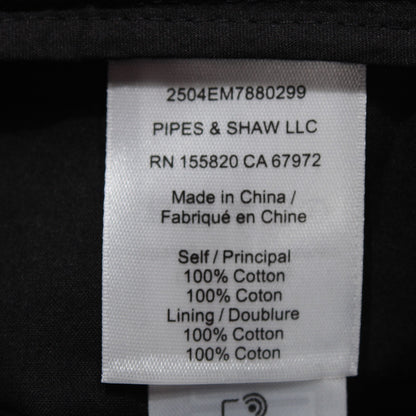 2504EM7880299
PIPES & SHAW LLC
RN 155820 CA 67972
Made in China /
Fabriqué en Chine
Self / Principal
100% Cotton
100% Coton
Lining / Doublure
100% Cotton
100% Coton